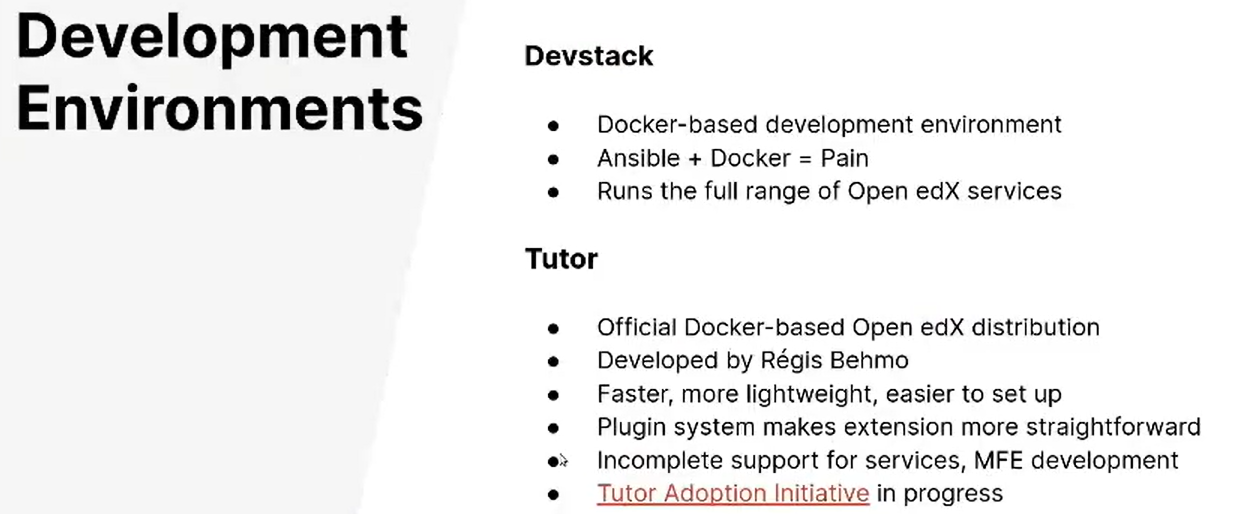 Development
Environments
Devstack
● Docker-based development environment
● Ansible + Docker = Pain
● Runs the full range of Open edX services
Tutor
● Official Docker-based Open edX distribution
● Developed by Régis Behmo
● Faster, more lightweight, easier to set up
● Plugin system makes extension more straightforward
● Incomplete support for services, MFE development
● Tutor Adoption Initiative in progress